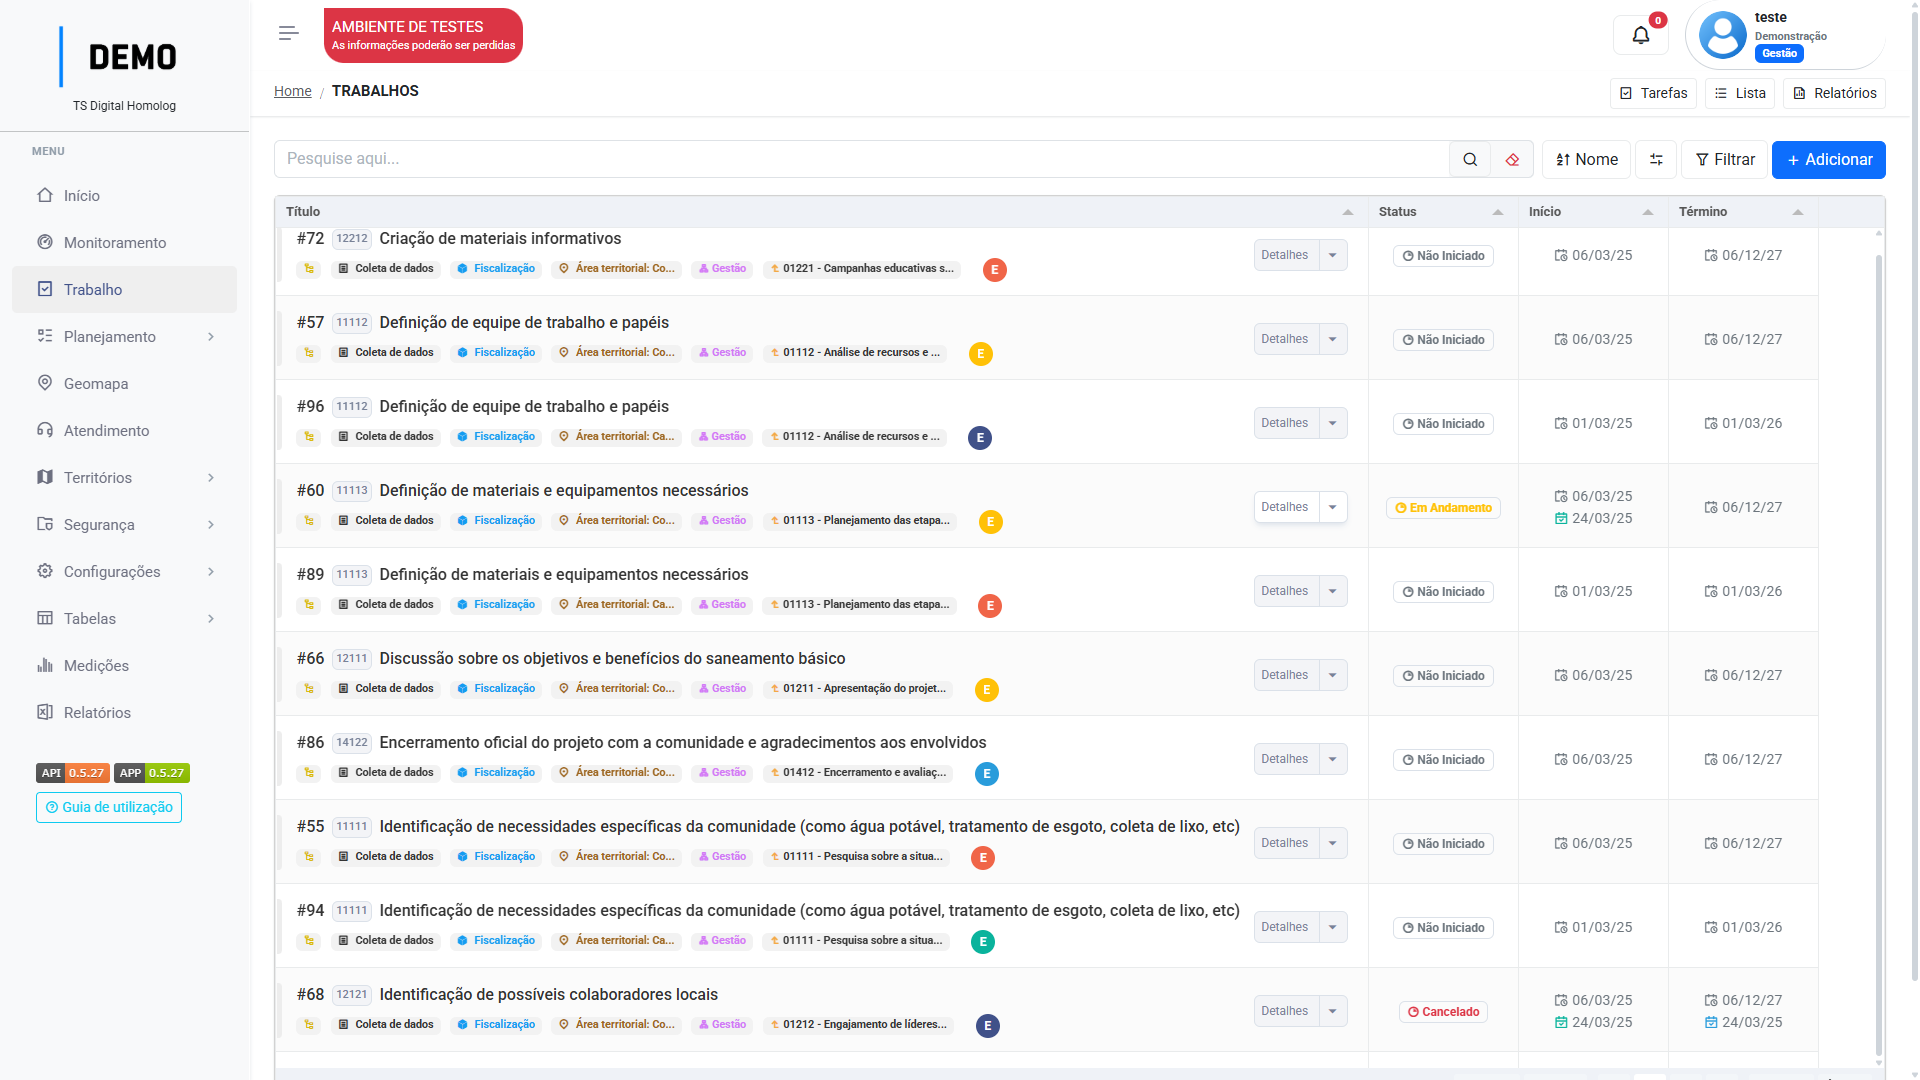 DEMO
TS Digital Homolog
MENU
Início
Monitoramento
Trabalho
Planejamento
Geomapa
Atendimento
Territórios
Segurança
Configurações
Tabelas
Medições
Relatórios
API 0.5.27 APP 0.5.27
Guia de utilização
AMBIENTE DE TESTES
As informações poderão ser perdidas
0
teste
Demonstração
Gestão
Home / TRABALHOS
Tarefas Lista Relatórios
Pesquise aqui... Nome Filtrar + Adicionar
Título Status Início Término
#72 12212 Criação de materiais informativos
Coleta de dados Fiscalização Área territorial: Co... Gestão 01221 - Campanhas educativas s... E
Detalhes Não Iniciado 06/03/25 06/12/27
#57 11112 Definição de equipe de trabalho e papéis
Coleta de dados Fiscalização Área territorial: Co... Gestão 01112 - Análise de recursos e ... E
Detalhes Não Iniciado 06/03/25 06/12/27
#96 11112 Definição de equipe de trabalho e papéis
Coleta de dados Fiscalização Área territorial: Ca... Gestão 01112 - Análise de recursos e ... E
Detalhes Não Iniciado 01/03/25 01/03/26
#60 11113 Definição de materiais e equipamentos necessários
Coleta de dados Fiscalização Área territorial: Co... Gestão 01113 - Planejamento das etapa... E
Detalhes Em Andamento 06/03/25 06/12/27
24/03/25
#89 11113 Definição de materiais e equipamentos necessários
Coleta de dados Fiscalização Área territorial: Ca... Gestão 01113 - Planejamento das etapa... E
Detalhes Não Iniciado 01/03/25 01/03/26
#66 12111 Discussão sobre os objetivos e benefícios do saneamento básico
Coleta de dados Fiscalização Área territorial: Co... Gestão 01211 - Apresentação do projet... E
Detalhes Não Iniciado 06/03/25 06/12/27
#86 14122 Encerramento oficial do projeto com a comunidade e agradecimentos aos envolvidos
Coleta de dados Fiscalização Área territorial: Co... Gestão 01412 - Encerramento e avaliaç... E
Detalhes Não Iniciado 06/03/25 06/12/27
#55 11111 Identificação de necessidades específicas da comunidade (como água potável, tratamento de esgoto, coleta de lixo, etc)
Coleta de dados Fiscalização Área territorial: Co... Gestão 01111 - Pesquisa sobre a situa... E
Detalhes Não Iniciado 06/03/25 06/12/27
#94 11111 Identificação de necessidades específicas da comunidade (como água potável, tratamento de esgoto, coleta de lixo, etc)
Coleta de dados Fiscalização Área territorial: Ca... Gestão 01111 - Pesquisa sobre a situa... E
Detalhes Não Iniciado 01/03/25 01/03/26
#68 12121 Identificação de possíveis colaboradores locais
Coleta de dados Fiscalização Área territorial: Co... Gestão 01212 - Engajamento de líderes... E
Detalhes Cancelado 06/03/25 06/12/27
24/03/25 24/03/25